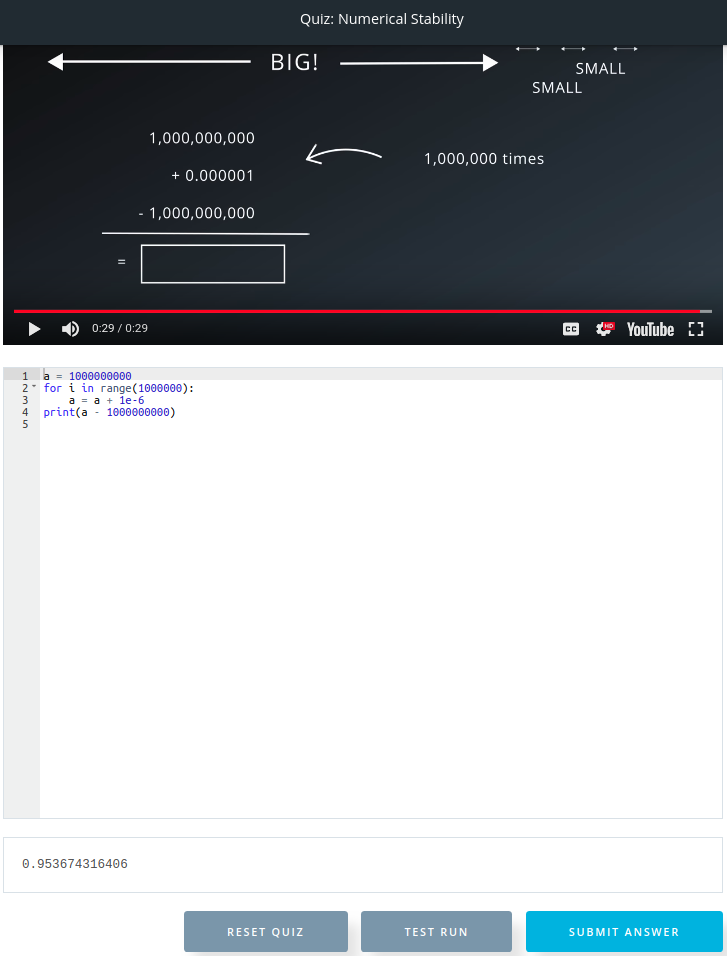 Quiz: Numerical Stability
BIG!
SMALL
SMALL
1,000,000,000
+ 0.000001
- 1,000,000,000
=
1,000,000 times
0:29 / 0:29
CC
HD
YouTube
1 a = 1000000000
2 for i in range(1000000):
3     a = a + 1e-6
4 print(a - 1000000000)
5
0.953674316406
RESET QUIZ
TEST RUN
SUBMIT ANSWER